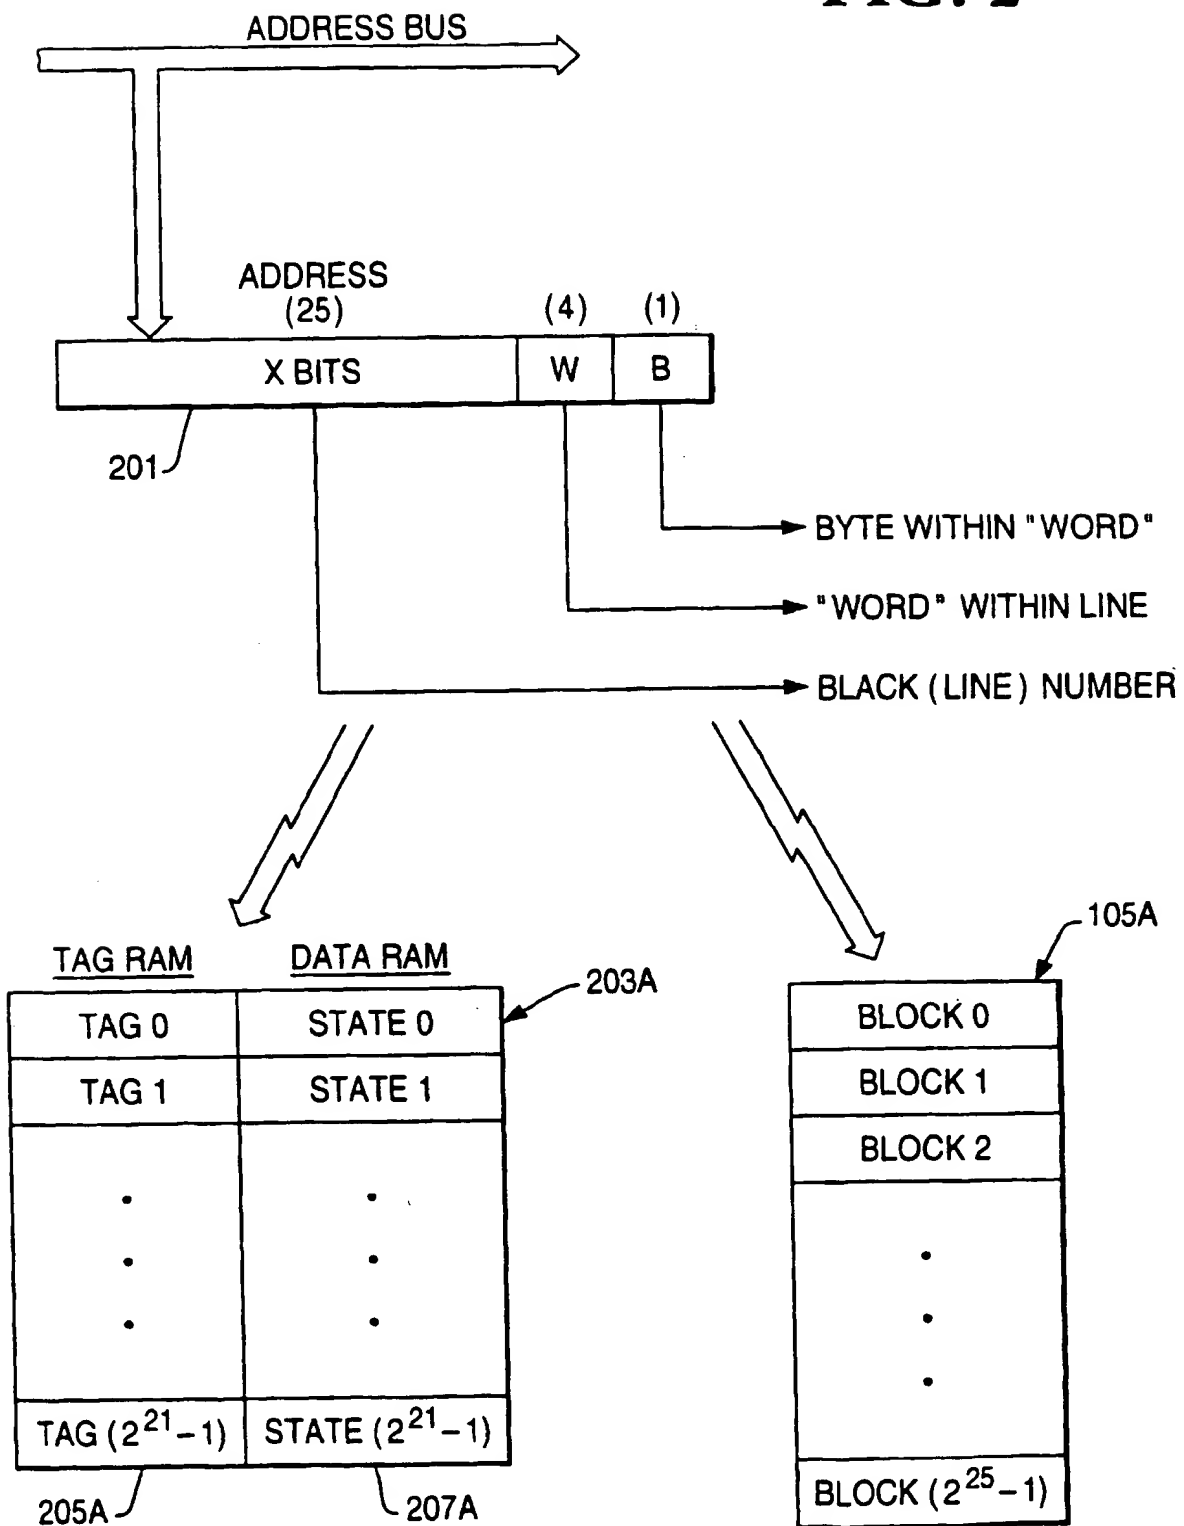 FIG. 2
ADDRESS BUS
ADDRESS
(25) (4) (1)
X BITS W B
201
BYTE WITHIN "WORD"
"WORD" WITHIN LINE
BLACK (LINE) NUMBER
105A
TAG RAM DATA RAM
203A
TAG 0 STATE 0 BLOCK 0
TAG 1 STATE 1 BLOCK 1
BLOCK 2
TAG (2^21-1) STATE (2^21-1)
BLOCK (2^25-1)
205A 207A